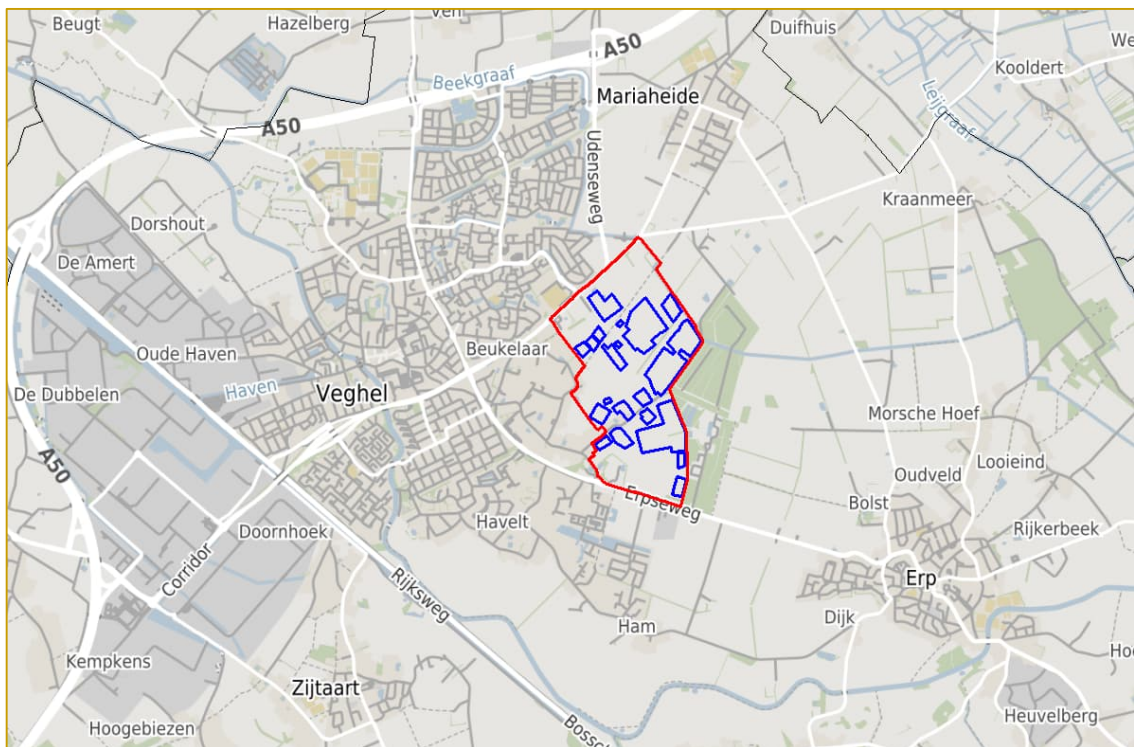 Beugt
Hazelberg
Ven
Duifhuis
We
A50
Kooldert
Beekgraaf
Mariaheide
Leijgraaf
A50
Udenseweg
Kraanmeer
Dorshout
De Amert
Oude Haven
Beukelaar
Haven
De Dubbelen
Veghel
Morsche Hoef
A50
Looieind
Oudveld
Erpseweg
Bolst
Havelt
Doornhoek
Rijkerbeek
Corridor
Rijksweg
Erp
Dijk
Ham
Kempkens
Zijtaart
Hoo
Hoogebiezen
Bossch
Heuvelberg